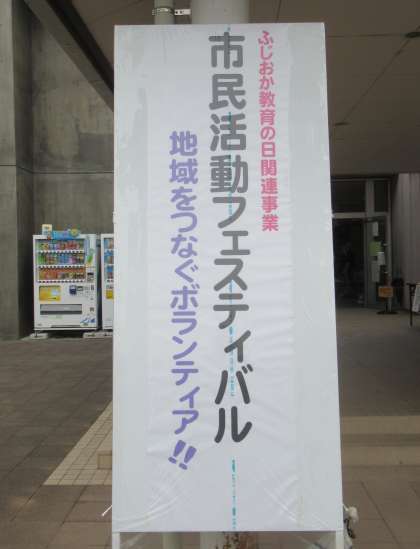 ふじおか教育の日関連事業
市民活動フェスティバル
地域をつなぐボランティア!!